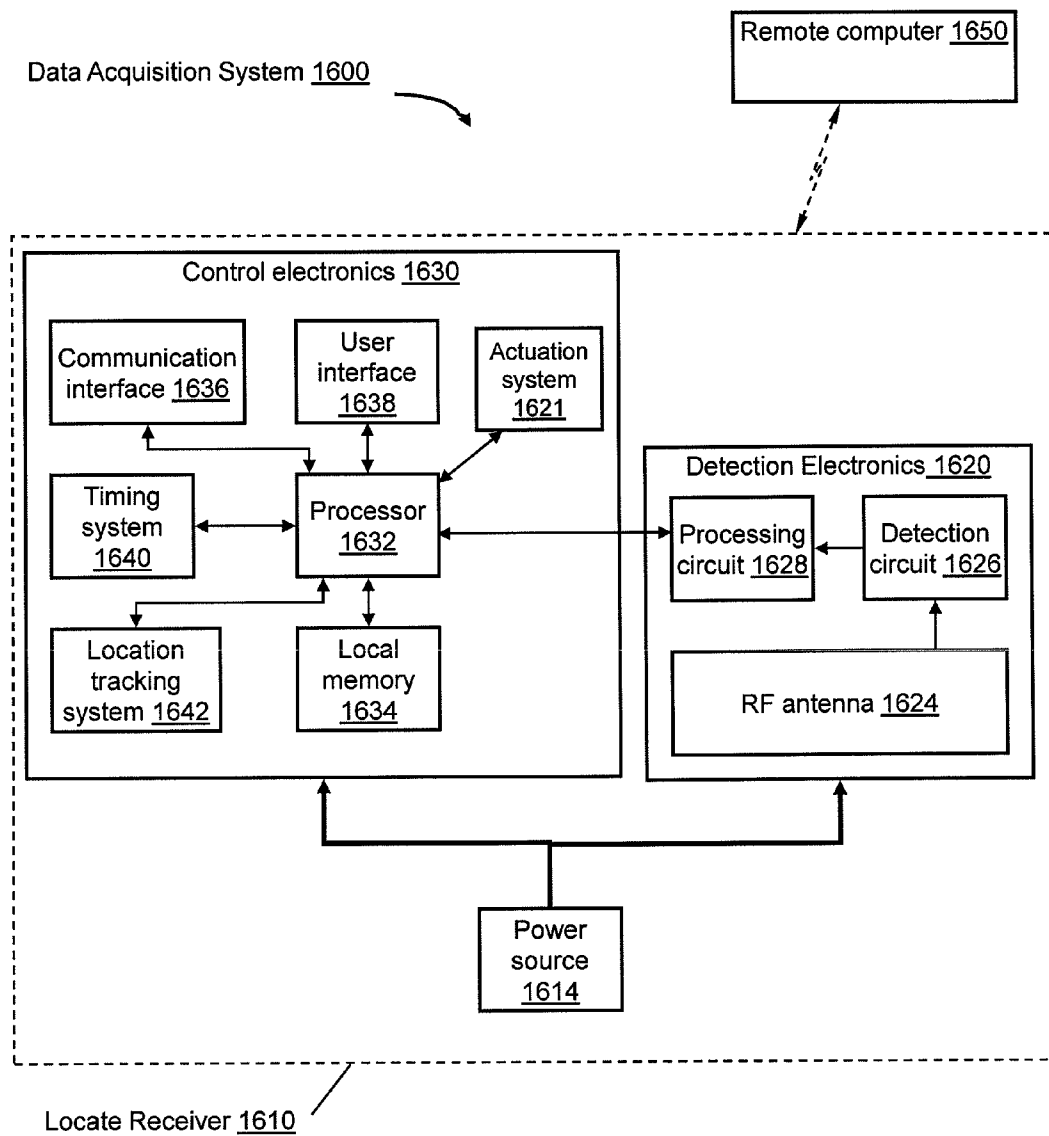 Remote computer 1650
Data Acquisition System 1600
Control electronics 1630
Communication
interface 1636
User
interface
1638
Actuation
system
1621
Timing
system
1640
Processor
1632
Location
tracking
system 1642
Local
memory
1634
Detection Electronics 1620
Processing
circuit 1628
Detection
circuit 1626
RF antenna 1624
Power
source
1614
Locate Receiver 1610